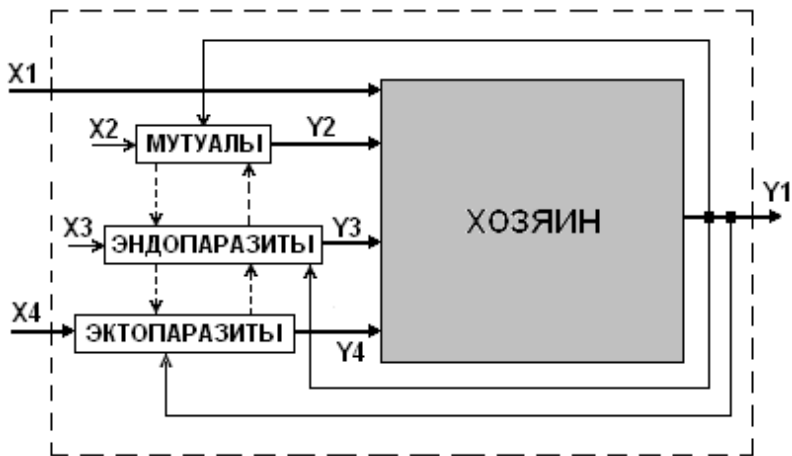 X1
X2
МУТУАЛЫ
Y2
Y1
X3
ЭНДОПАРАЗИТЫ
Y3
ХОЗЯИН
X4
ЭКТОПАРАЗИТЫ
Y4